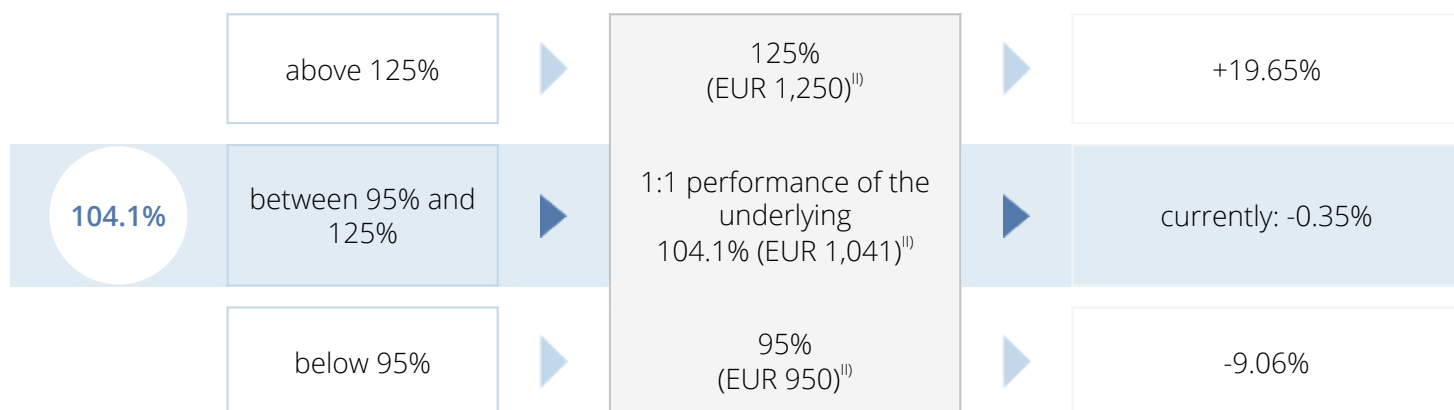 above 125%
125%
(EUR 1,250)II)
+19.65%
104.1%
between 95% and
125%
1:1 performance of the
underlying
104.1% (EUR 1,041)II)
currently: -0.35%
below 95%
95%
(EUR 950)II)
-9.06%